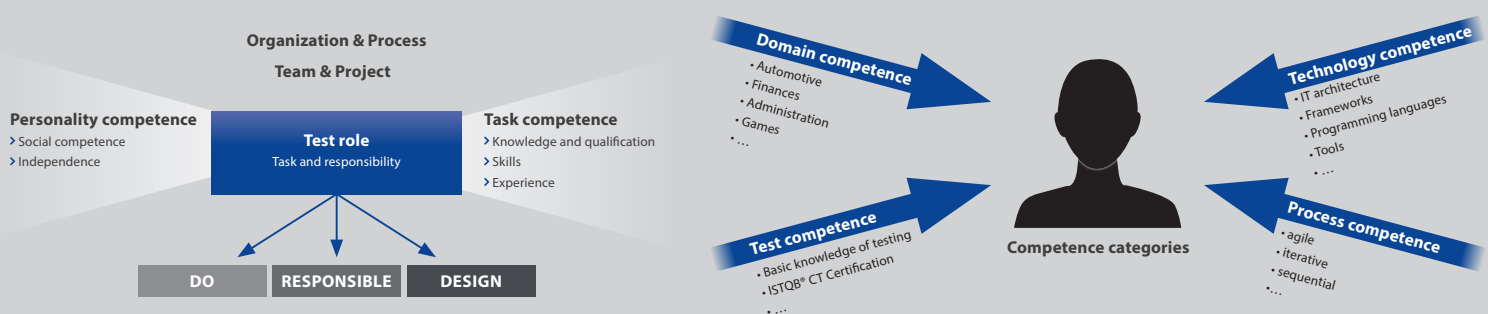 Organization & Process
Team & Project
Personality competence
› Social competence
› Independence
Test role
Task and responsibility
Task competence
› Knowledge and qualification
› Skills
› Experience
DO
RESPONSIBLE
DESIGN
Domain competence
• Automotive
• Finances
• Administration
• Games
• ...
Test competence
• Basic knowledge of testing
• ISTQB® CT Certification
• ...
Competence categories
Technology competence
• IT architecture
• Frameworks
• Programming languages
• Tools
• ...
Process competence
• agile
• iterative
• sequential
•...